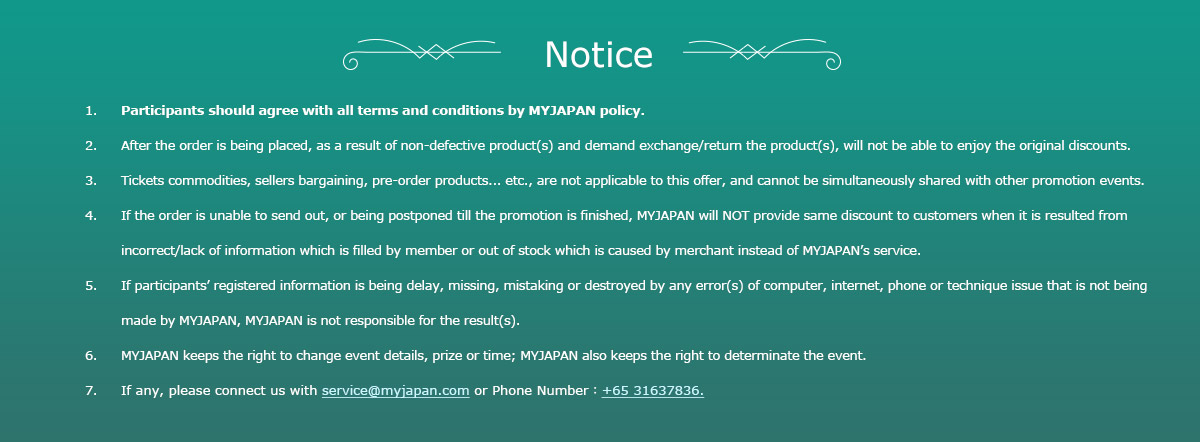 Notice
1. Participants should agree with all terms and conditions by MYJAPAN policy.
2. After the order is being placed, as a result of non-defective product(s) and demand exchange/return the product(s), will not be able to enjoy the original discounts.
3. Tickets commodities, sellers bargaining, pre-order products... etc., are not applicable to this offer, and cannot be simultaneously shared with other promotion events.
4. If the order is unable to send out, or being postponed till the promotion is finished, MYJAPAN will NOT provide same discount to customers when it is resulted from
incorrect/lack of information which is filled by member or out of stock which is caused by merchant instead of MYJAPAN’s service.
5. If participants’ registered information is being delay, missing, mistaking or destroyed by any error(s) of computer, internet, phone or technique issue that is not being
made by MYJAPAN, MYJAPAN is not responsible for the result(s).
6. MYJAPAN keeps the right to change event details, prize or time; MYJAPAN also keeps the right to determinate the event.
7. If any, please connect us with service@myjapan.com or Phone Number：+65 31637836.